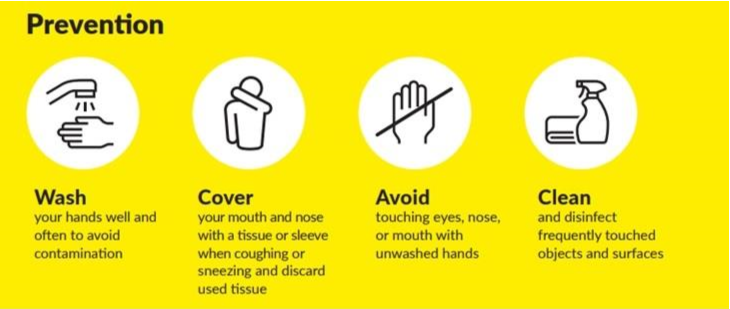 Prevention
Wash
your hands well and
often to avoid
contamination
Cover
your mouth and nose
with a tissue or sleeve
when coughing or
sneezing and discard
used tissue
Avoid
touching eyes, nose,
or mouth with
unwashed hands
Clean
and disinfect
frequently touched
objects and surfaces